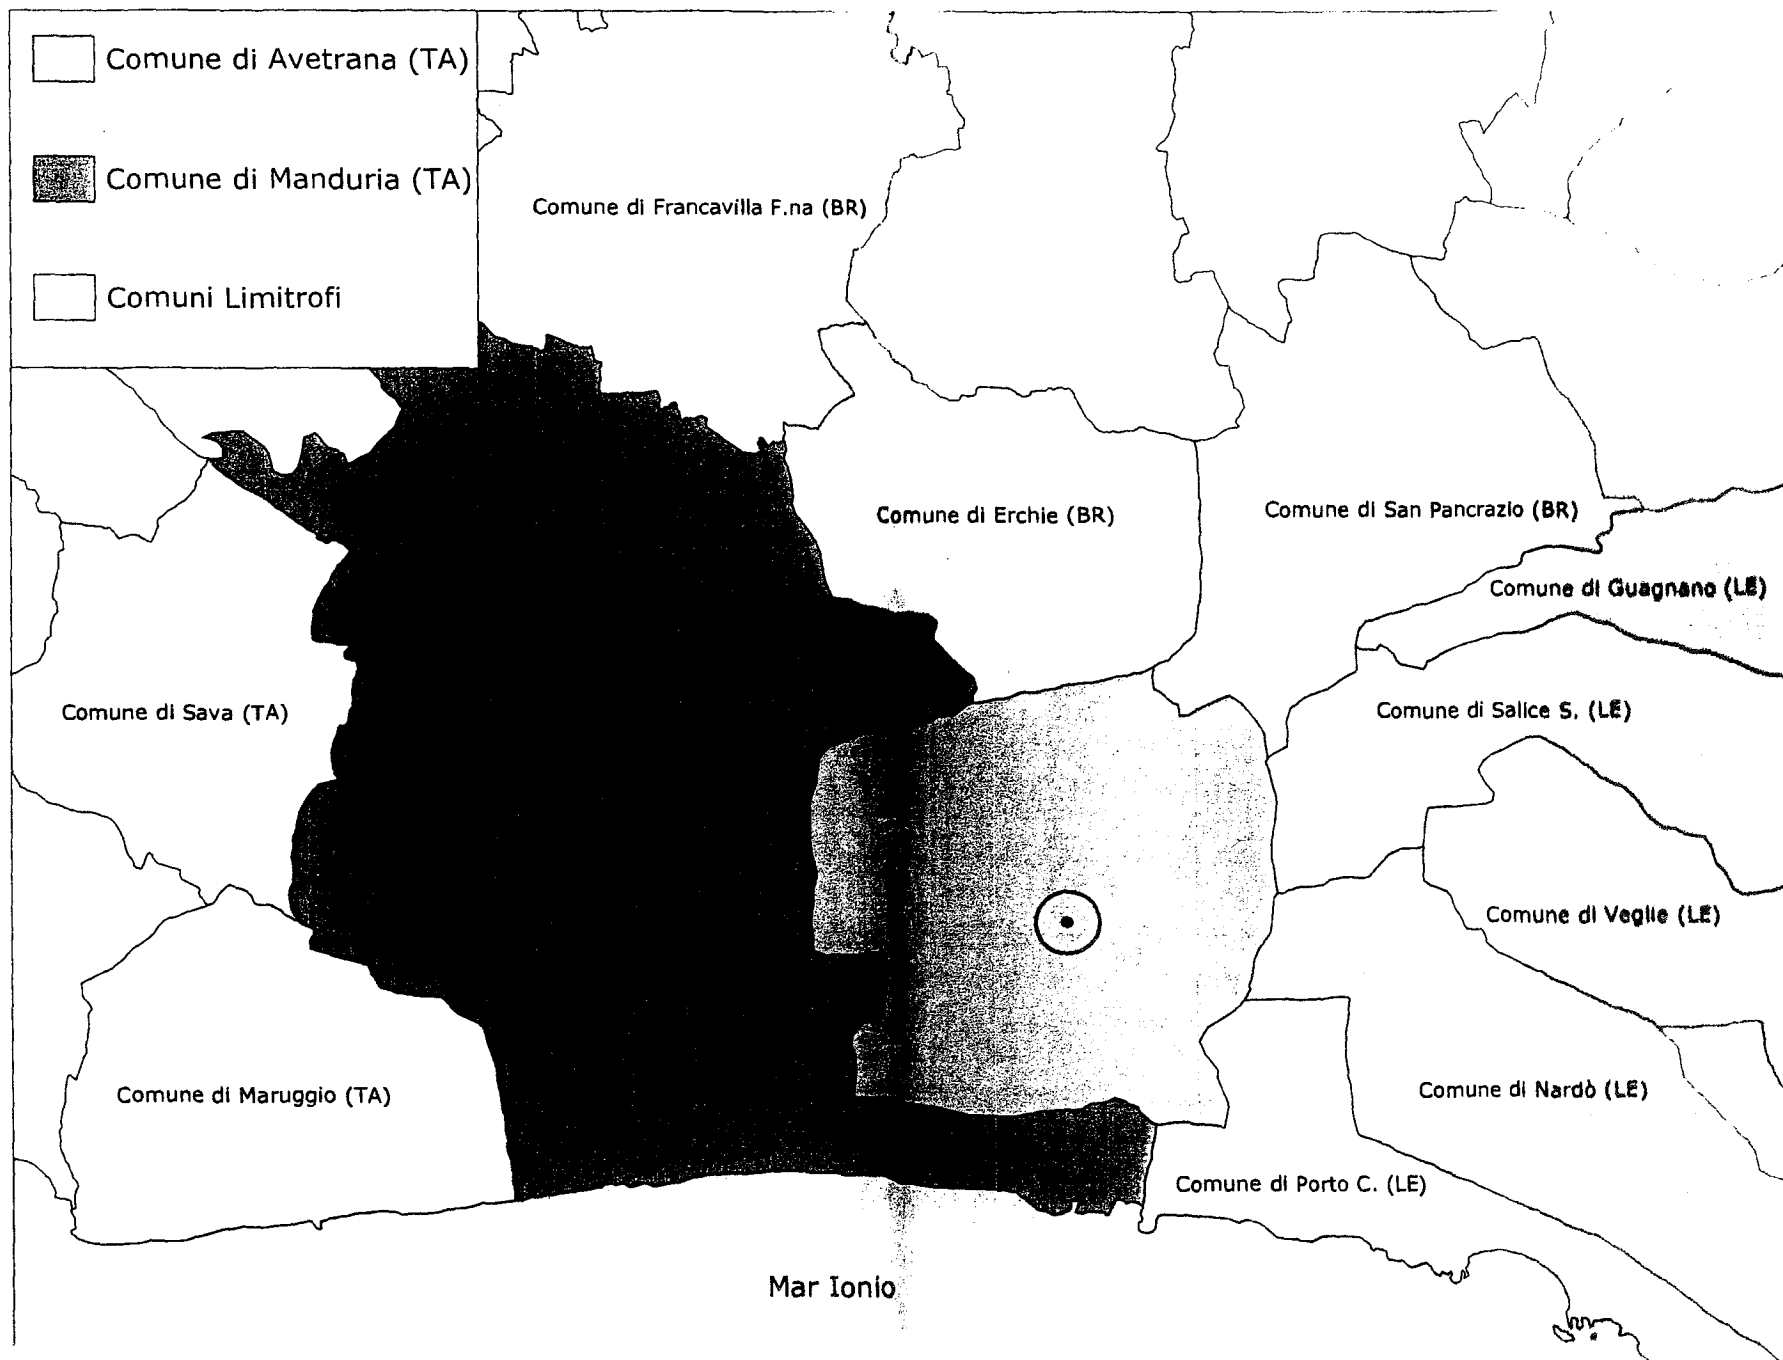 Comune di Avetrana (TA)
Comune di Manduria (TA)
Comuni Limitrofi
Comune di Francavilla F.na (BR)
Comune di Erchie (BR)
Comune di San Pancrazio (BR)
Comune di Guagnano (LE)
Comune di Sava (TA)
Comune di Salice S. (LE)
Comune di Veglie (LE)
Comune di Maruggio (TA)
Comune di Nardò (LE)
Comune di Porto C. (LE)
Mar Ionio